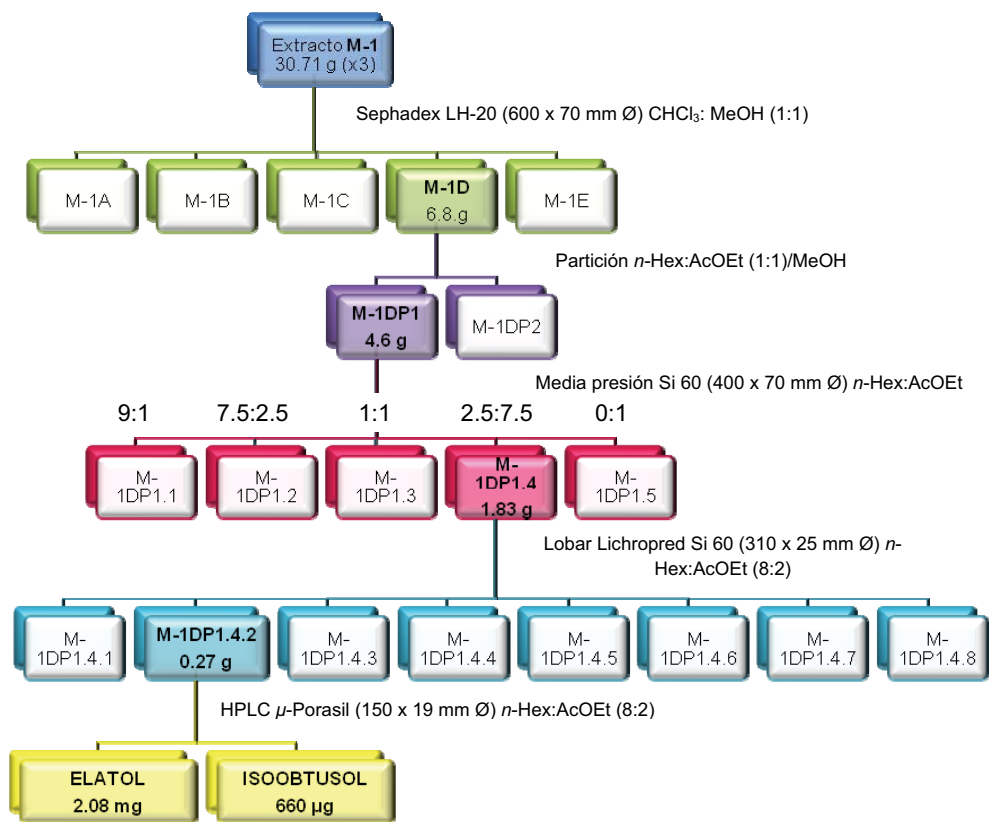 Extracto M-1
30.71 g (x3)
Sephadex LH-20 (600 x 70 mm Ø) CHCl₃: MeOH (1:1)
M-1A
M-1B
M-1C
M-1D
6.8.g
M-1E
Partición n-Hex:AcOEt (1:1)/MeOH
M-1DP1
4.6 g
M-1DP2
Media presión Si 60 (400 x 70 mm Ø) n-Hex:AcOEt
9:1
7.5:2.5
1:1
2.5:7.5
0:1
M-
1DP1.1
M-
1DP1.2
M-
1DP1.3
M-
1DP1.4
1.83 g
M-
1DP1.5
Lobar Lichropred Si 60 (310 x 25 mm Ø) n-
Hex:AcOEt (8:2)
M-
1DP1.4.1
M-1DP1.4.2
0.27 g
M-
1DP1.4.3
M-
1DP1.4.4
M-
1DP1.4.5
M-
1DP1.4.6
M-
1DP1.4.7
M-
1DP1.4.8
HPLC µ-Porasil (150 x 19 mm Ø) n-Hex:AcOEt (8:2)
ELATOL
2.08 mg
ISOOBTUSOL
660 µg